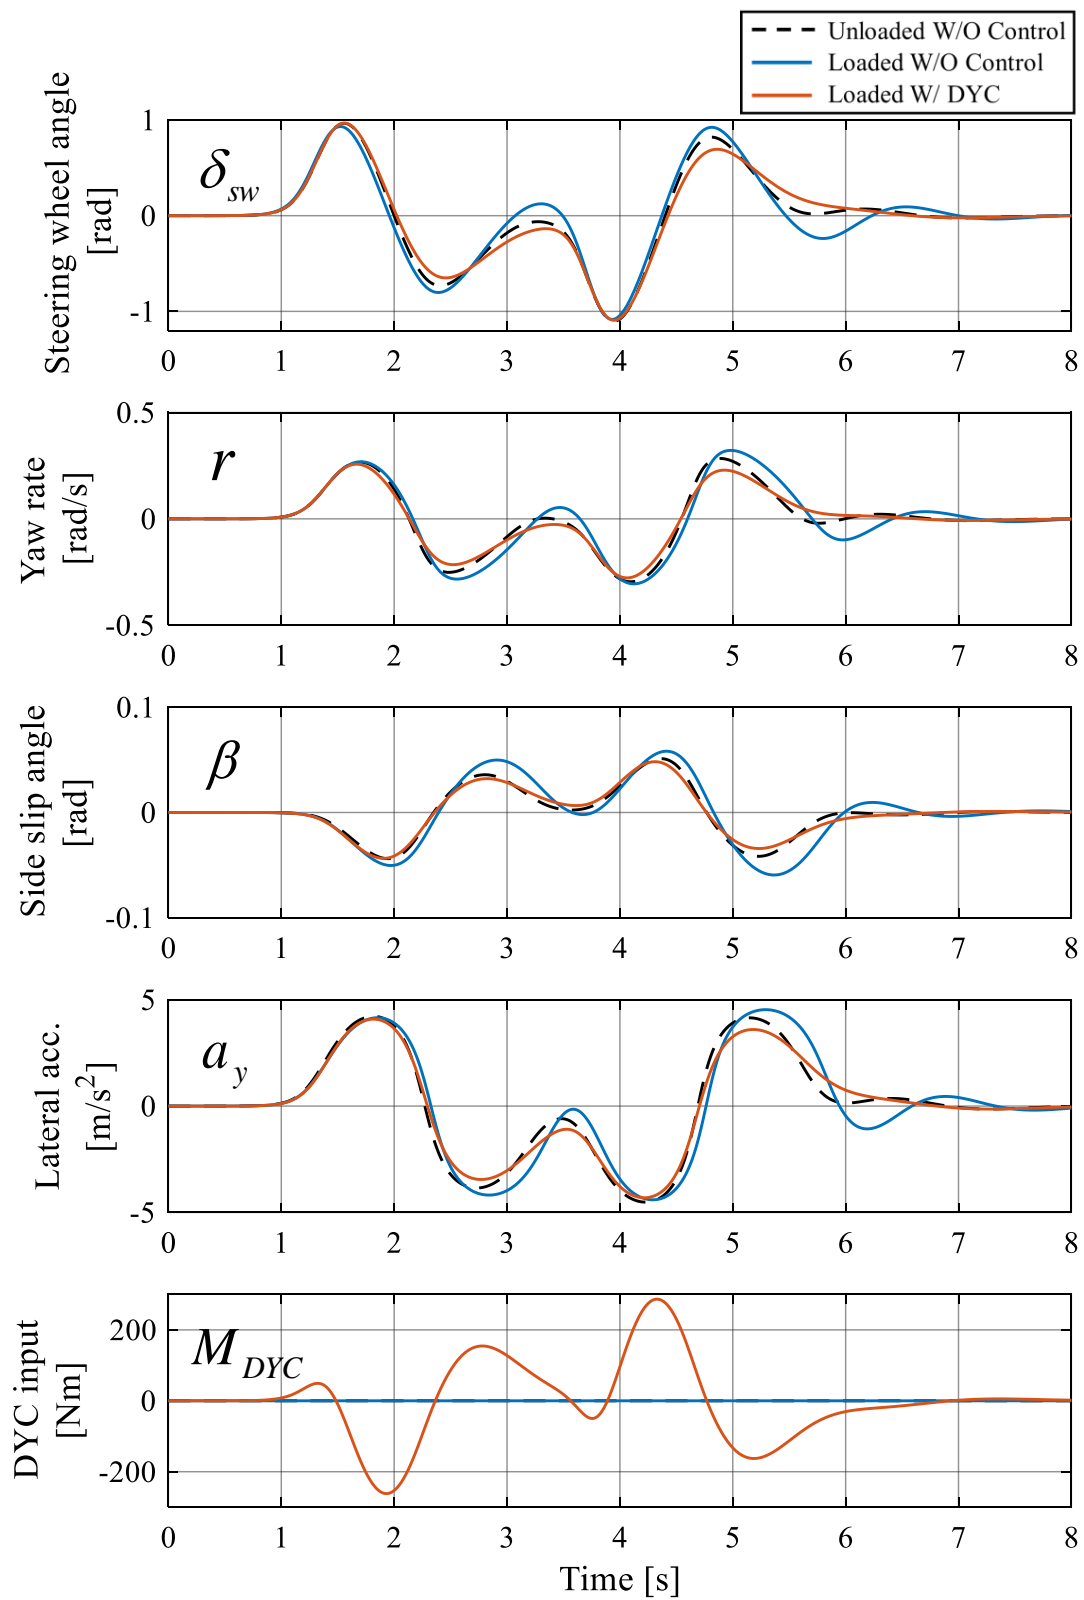 Unloaded W/O Control
Loaded W/O Control
Loaded W/ DYC
Steering wheel angle
[rad]
δsw
1
0
-1
0 1 2 3 4 5 6 7 8
Yaw rate
[rad/s]
r
0.5
0
-0.5
0 1 2 3 4 5 6 7 8
Side slip angle
[rad]
β
0.1
0
-0.1
0 1 2 3 4 5 6 7 8
Lateral acc.
[m/s²]
ay
5
0
-5
0 1 2 3 4 5 6 7 8
DYC input
[Nm]
MDYC
200
0
-200
0 1 2 3 4 5 6 7 8
Time [s]